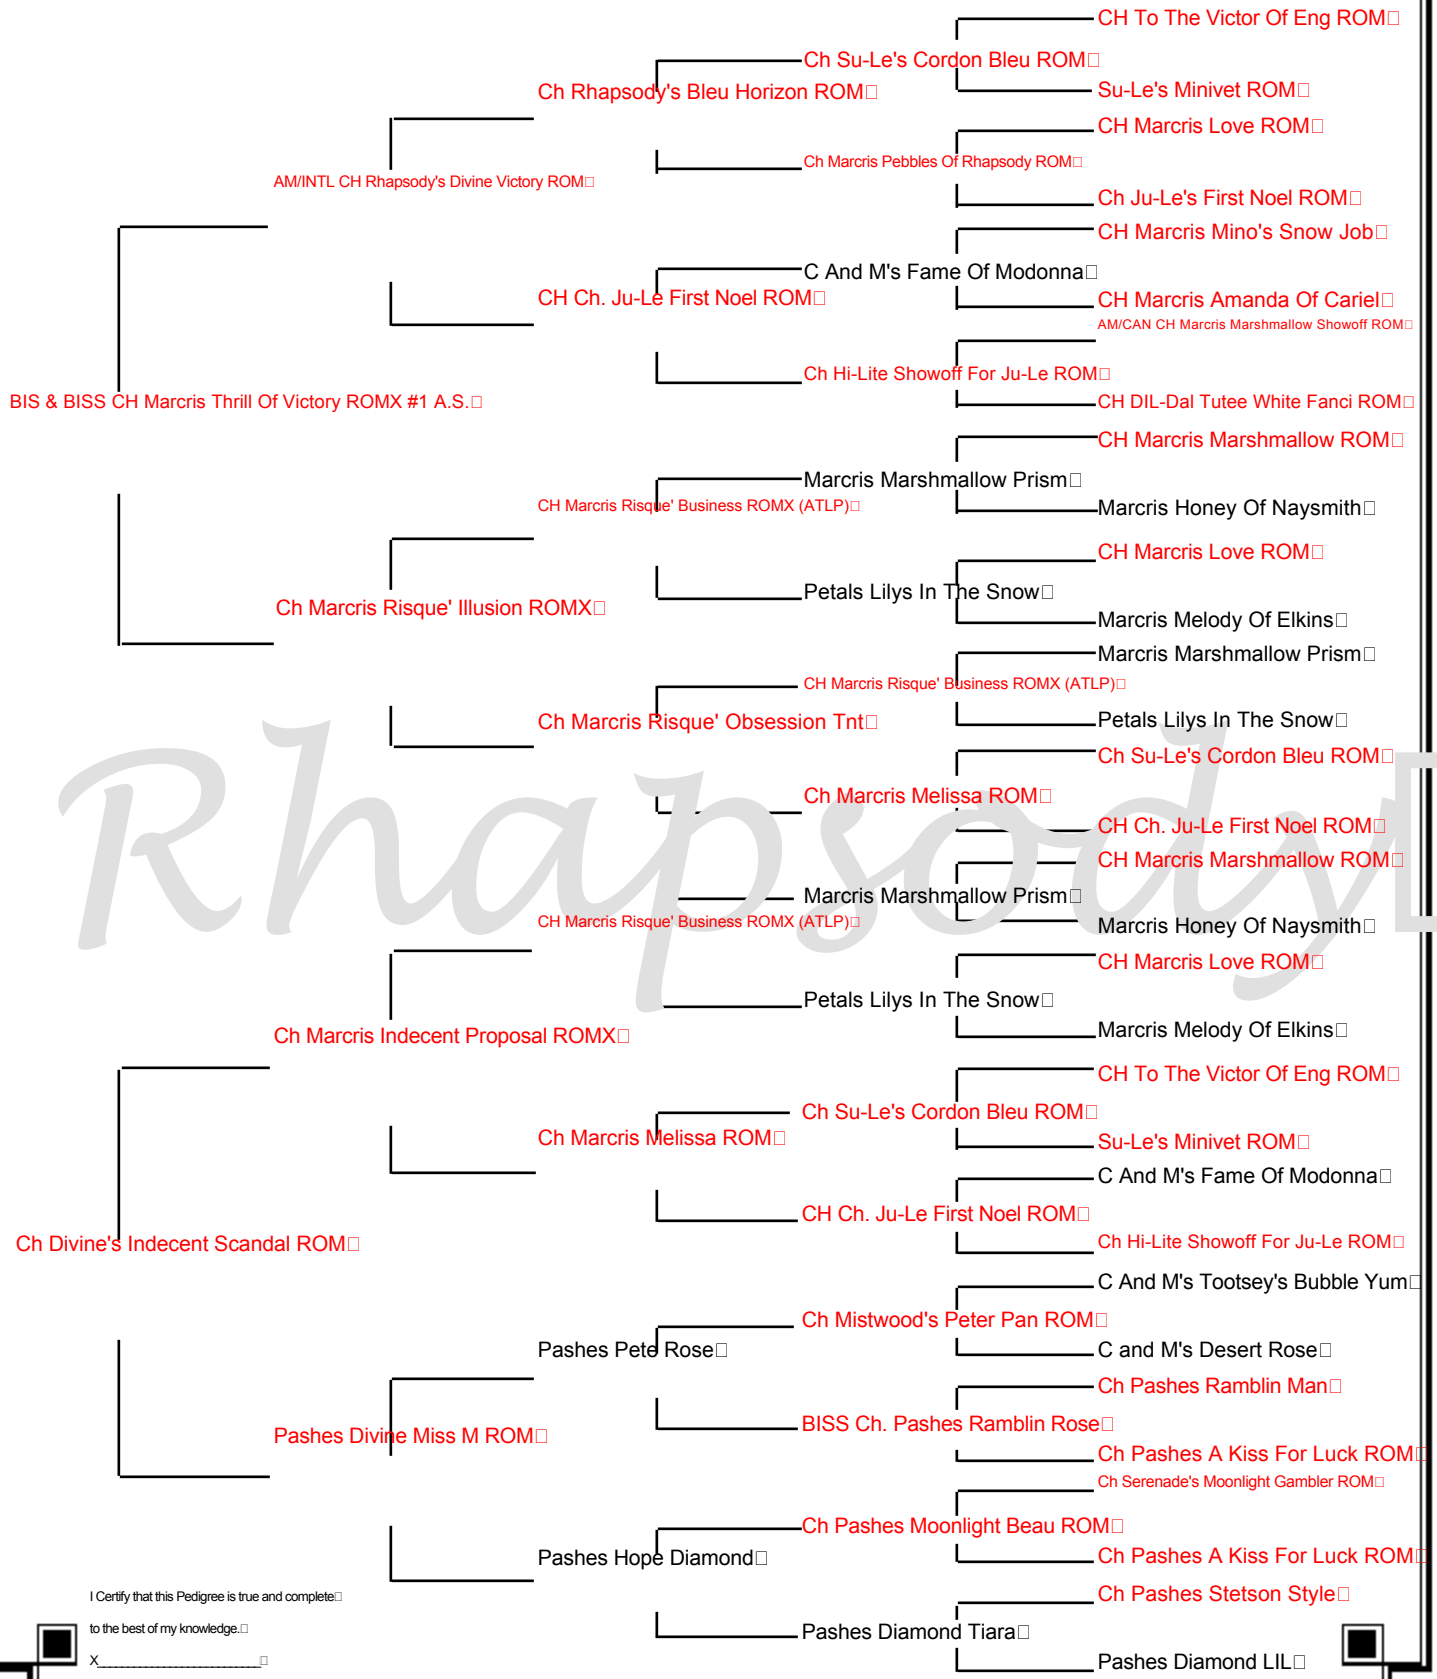 CH To The Victor Of Eng ROM
Ch Su-Le's Cordon Bleu ROM
Ch Rhapsody's Bleu Horizon ROM
Su-Le's Minivet ROM
CH Marcris Love ROM
Ch Marcris Pebbles Of Rhapsody ROM
AM/INTL CH Rhapsody's Divine Victory ROM
Ch Ju-Le's First Noel ROM
CH Marcris Mino's Snow Job
C And M's Fame Of Modonna
CH Ch. Ju-Le First Noel ROM
CH Marcris Amanda Of Cariel
AM/CAN CH Marcris Marshmallow Showoff ROM
Ch Hi-Lite Showoff For Ju-Le ROM
BIS & BISS CH Marcris Thrill Of Victory ROMX #1 A.S.
CH DIL-Dal Tutee White Fanci ROM
CH Marcris Marshmallow ROM
Marcris Marshmallow Prism
CH Marcris Risque' Business ROMX (ATLP)
Marcris Honey Of Naysmith
CH Marcris Love ROM
Petals Lilys In The Snow
Ch Marcris Risque' Illusion ROMX
Marcris Melody Of Elkins
Marcris Marshmallow Prism
CH Marcris Risque' Business ROMX (ATLP)
Ch Marcris Risque' Obsession Tnt
Petals Lilys In The Snow
Ch Su-Le's Cordon Bleu ROM
Ch Marcris Melissa ROM
CH Ch. Ju-Le First Noel ROM
Rhapsody
CH Marcris Marshmallow ROM
Marcris Marshmallow Prism
CH Marcris Risque' Business ROMX (ATLP)
Marcris Honey Of Naysmith
CH Marcris Love ROM
Petals Lilys In The Snow
Ch Marcris Indecent Proposal ROMX
Marcris Melody Of Elkins
CH To The Victor Of Eng ROM
Ch Su-Le's Cordon Bleu ROM
Ch Marcris Melissa ROM
Su-Le's Minivet ROM
C And M's Fame Of Modonna
CH Ch. Ju-Le First Noel ROM
Ch Divine's Indecent Scandal ROM
Ch Hi-Lite Showoff For Ju-Le ROM
C And M's Tootsey's Bubble Yum
Ch Mistwood's Peter Pan ROM
Pashes Pete Rose
C and M's Desert Rose
Ch Pashes Ramblin Man
BISS Ch. Pashes Ramblin Rose
Pashes Divine Miss M ROM
Ch Pashes A Kiss For Luck ROM
Ch Serenade's Moonlight Gambler ROM
Ch Pashes Moonlight Beau ROM
Pashes Hope Diamond
Ch Pashes A Kiss For Luck ROM
Ch Pashes Stetson Style
Pashes Diamond Tiara
Pashes Diamond LIL
I Certify that this Pedigree is true and complete
to the best of my knowledge.
X__________________________